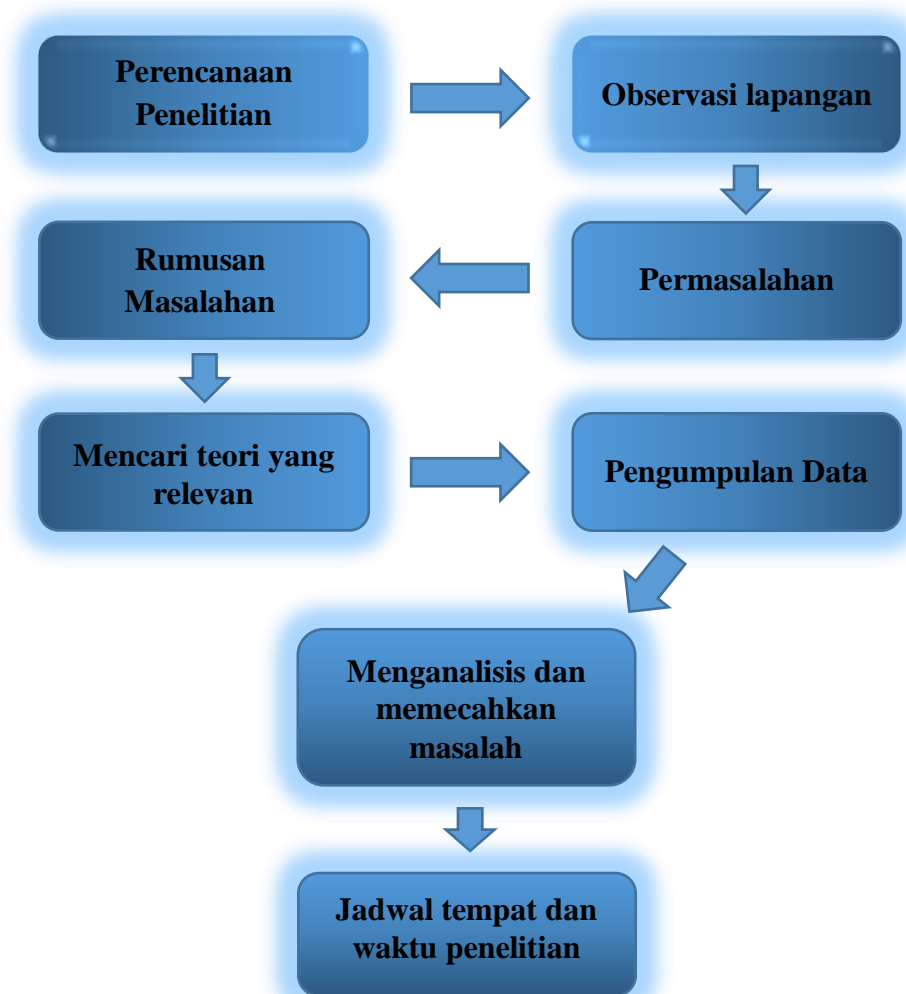 Perencanaan
Penelitian
Observasi lapangan
Permasalahan
Rumusan
Masalahan
Mencari teori yang
relevan
Pengumpulan Data
Menganalisis dan
memecahkan
masalah
Jadwal tempat dan
waktu penelitian